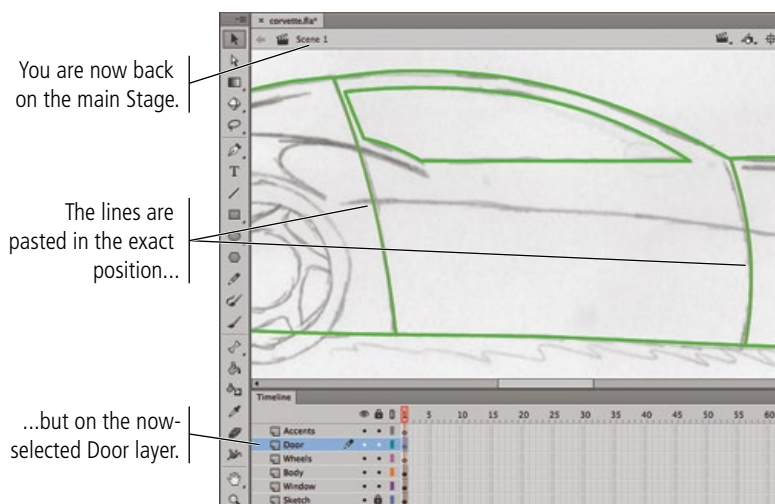 × corvette.fla*
Scene 1
You are now back
on the main Stage.
T
The lines are
pasted in the exact
position...
...but on the now-
selected Door layer.
Timeline
1 5 10 15 20 25 30 35 40 45 50 55 60
Accents
Door
Wheels
Body
Window
Sketch